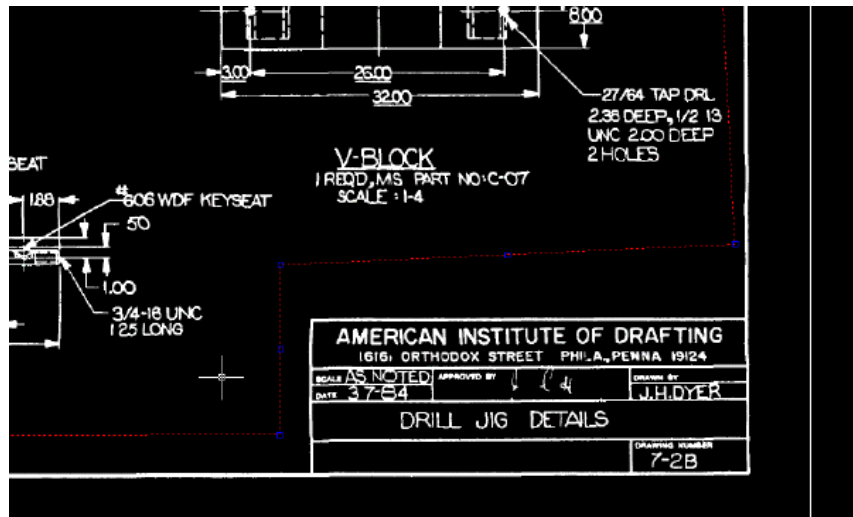 8.00
3.00
26.00
32.00
27/64 TAP DRL
2.38 DEEP, 1/2 13
UNC 2.00 DEEP
2 HOLES
V-BLOCK
1 REQD, MS PART NO: C-07
SCALE : 1-4
SEAT
1.88
#606 WDF KEYSEAT
.50
1.00
3/4-16 UNC
1.25 LONG
AMERICAN INSTITUTE OF DRAFTING
1616 ORTHODOX STREET PHILA., PENNA 19124
SCALE AS NOTED APPROVED BY DRAWN BY
DATE 3 7-84 J.H.DYER
DRILL JIG DETAILS
DRAWING NUMBER
7-2B